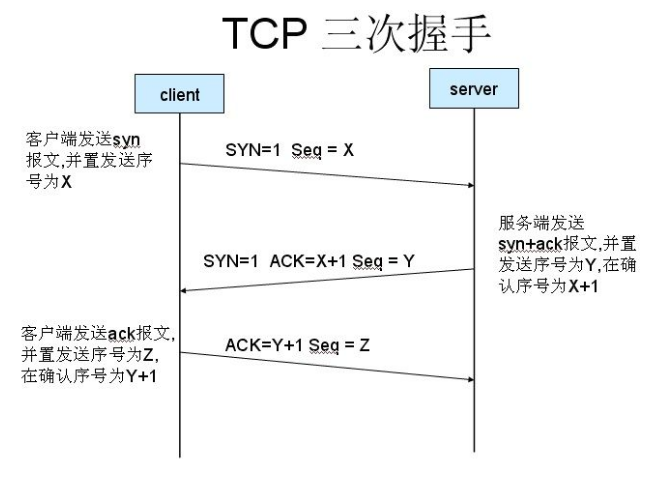 TCP 三次握手
client
server
客户端发送syn
报文,并置发送序
号为X
SYN=1 Seq = X
服务端发送
syn+ack报文,并置
发送序号为Y,在确
认序号为X+1
SYN=1 ACK=X+1 Seq = Y
客户端发送ack报文,
并置发送序号为Z,
在确认序号为Y+1
ACK=Y+1 Seq = Z